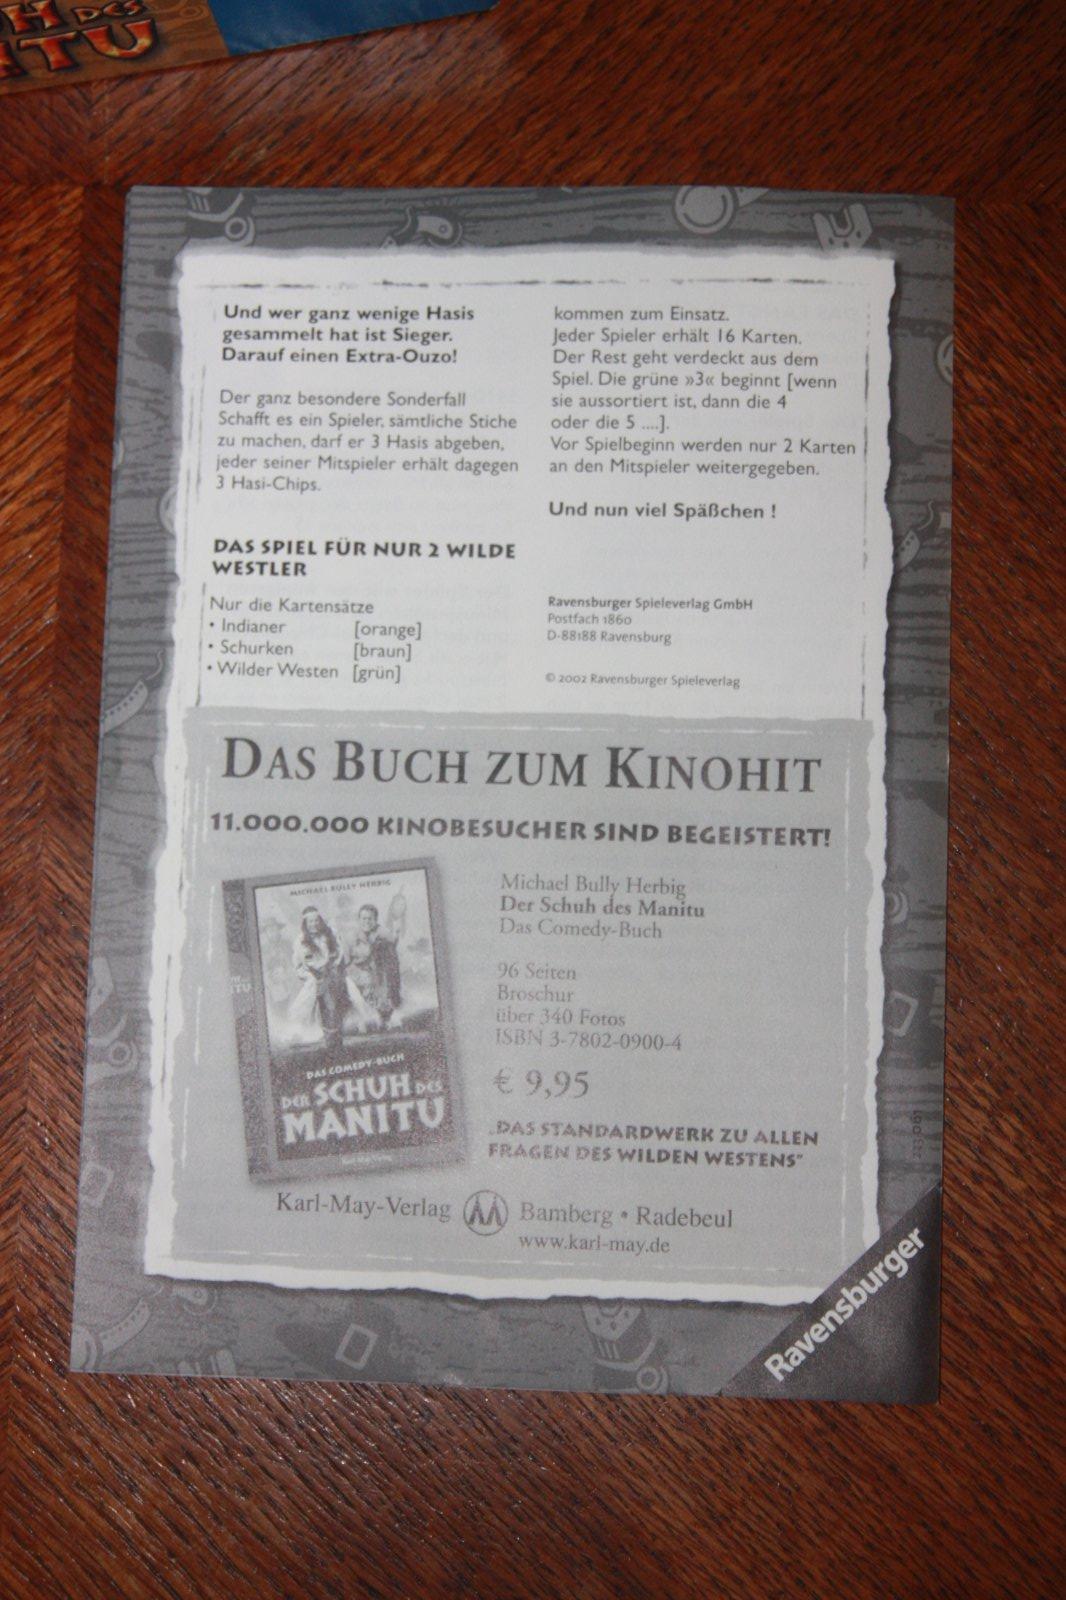 UH DES
ITU
Und wer ganz wenige Hasis
gesammelt hat ist Sieger.
Darauf einen Extra-Ouzo!
Der ganz besondere Sonderfall
Schafft es ein Spieler, sämtliche Stiche
zu machen, darf er 3 Hasis abgeben,
jeder seiner Mitspieler erhält dagegen
3 Hasi-Chips.
DAS SPIEL FÜR NUR 2 WILDE
WESTLER
Nur die Kartensätze
• Indianer [orange]
• Schurken [braun]
• Wilder Westen [grün]
kommen zum Einsatz.
Jeder Spieler erhält 16 Karten.
Der Rest geht verdeckt aus dem
Spiel. Die grüne »3« beginnt [wenn
sie aussortiert ist, dann die 4
oder die 5 ....].
Vor Spielbeginn werden nur 2 Karten
an den Mitspieler weitergegeben.
Und nun viel Späßchen !
Ravensburger Spieleverlag GmbH
Postfach 1860
D-88188 Ravensburg
© 2002 Ravensburger Spieleverlag
DAS BUCH ZUM KINOHIT
11.000.000 KINOBESUCHER SIND BEGEISTERT!
MICHAEL BULLY HERBIG
DAS COMEDY-BUCH
DER SCHUH DES
MANITU
Michael Bully Herbig
Der Schuh des Manitu
Das Comedy-Buch
96 Seiten
Broschur
über 340 Fotos
ISBN 3-7802-0900-4
€ 9,95
„DAS STANDARDWERK ZU ALLEN
FRAGEN DES WILDEN WESTENS"
Karl-May-Verlag Bamberg • Radebeul
www.karl-may.de
Ravensburger